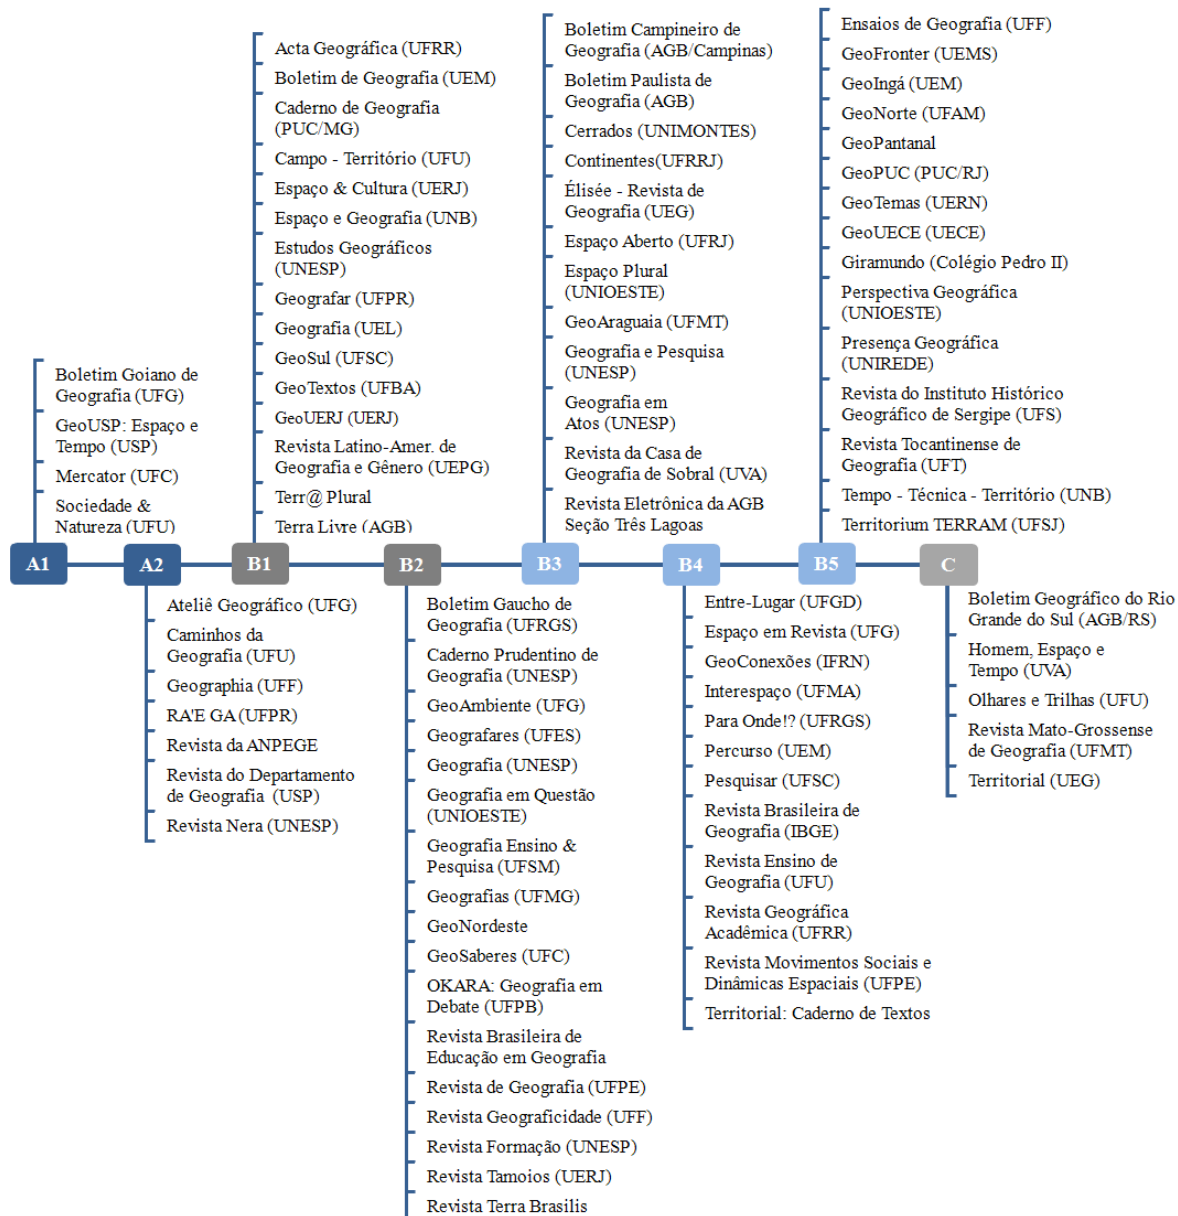 A1
Boletim Goiano de
Geografia (UFG)
GeoUSP: Espaço e
Tempo (USP)
Mercator (UFC)
Sociedade &
Natureza (UFU)
A2
Ateliê Geográfico (UFG)
Caminhos da
Geografia (UFU)
Geographia (UFF)
RA'E GA (UFPR)
Revista da ANPEGE
Revista do Departamento
de Geografia (USP)
Revista Nera (UNESP)
B1
Acta Geográfica (UFRR)
Boletim de Geografia (UEM)
Caderno de Geografia
(PUC/MG)
Campo - Território (UFU)
Espaço & Cultura (UERJ)
Espaço e Geografia (UNB)
Estudos Geográficos
(UNESP)
Geografar (UFPR)
Geografia (UEL)
GeoSul (UFSC)
GeoTextos (UFBA)
GeoUERJ (UERJ)
Revista Latino-Amer. de
Geografia e Gênero (UEPG)
Terr@ Plural
Terra Livre (AGB)
B2
Boletim Gaucho de
Geografia (UFRGS)
Caderno Prudentino de
Geografia (UNESP)
GeoAmbiente (UFG)
Geografares (UFES)
Geografia (UNESP)
Geografia em Questão
(UNIOESTE)
Geografia Ensino &
Pesquisa (UFSM)
Geografias (UFMG)
GeoNordeste
GeoSaberes (UFC)
OKARA: Geografia em
Debate (UFPB)
Revista Brasileira de
Educação em Geografia
Revista de Geografia (UFPE)
Revista Geograficidade (UFF)
Revista Formação (UNESP)
Revista Tamoios (UERJ)
Revista Terra Brasilis
B3
Boletim Campineiro de
Geografia (AGB/Campinas)
Boletim Paulista de
Geografia (AGB)
Cerrados (UNIMONTES)
Continentes(UFRRJ)
Élisée - Revista de
Geografia (UEG)
Espaço Aberto (UFRJ)
Espaço Plural
(UNIOESTE)
GeoAraguaia (UFMT)
Geografia e Pesquisa
(UNESP)
Geografia em
Atos (UNESP)
Revista da Casa de
Geografia de Sobral (UVA)
Revista Eletrônica da AGB
Seção Três Lagoas
B4
Entre-Lugar (UFGD)
Espaço em Revista (UFG)
GeoConexões (IFRN)
Interespaço (UFMA)
Para Onde!? (UFRGS)
Percurso (UEM)
Pesquisar (UFSC)
Revista Brasileira de
Geografia (IBGE)
Revista Ensino de
Geografia (UFU)
Revista Geográfica
Acadêmica (UFRR)
Revista Movimentos Sociais e
Dinâmicas Espaciais (UFPE)
Territorial: Caderno de Textos
B5
Ensaios de Geografia (UFF)
GeoFronter (UEMS)
GeoIngá (UEM)
GeoNorte (UFAM)
GeoPantanal
GeoPUC (PUC/RJ)
GeoTemas (UERN)
GeoUECE (UECE)
Giramundo (Colégio Pedro II)
Perspectiva Geográfica
(UNIOESTE)
Presença Geográfica
(UNIREDE)
Revista do Instituto Histórico
Geográfico de Sergipe (UFS)
Revista Tocantinense de
Geografia (UFT)
Tempo - Técnica - Território (UNB)
Territorium TERRAM (UFSJ)
C
Boletim Geográfico do Rio
Grande do Sul (AGB/RS)
Homem, Espaço e
Tempo (UVA)
Olhares e Trilhas (UFU)
Revista Mato-Grossense
de Geografia (UFMT)
Territorial (UEG)